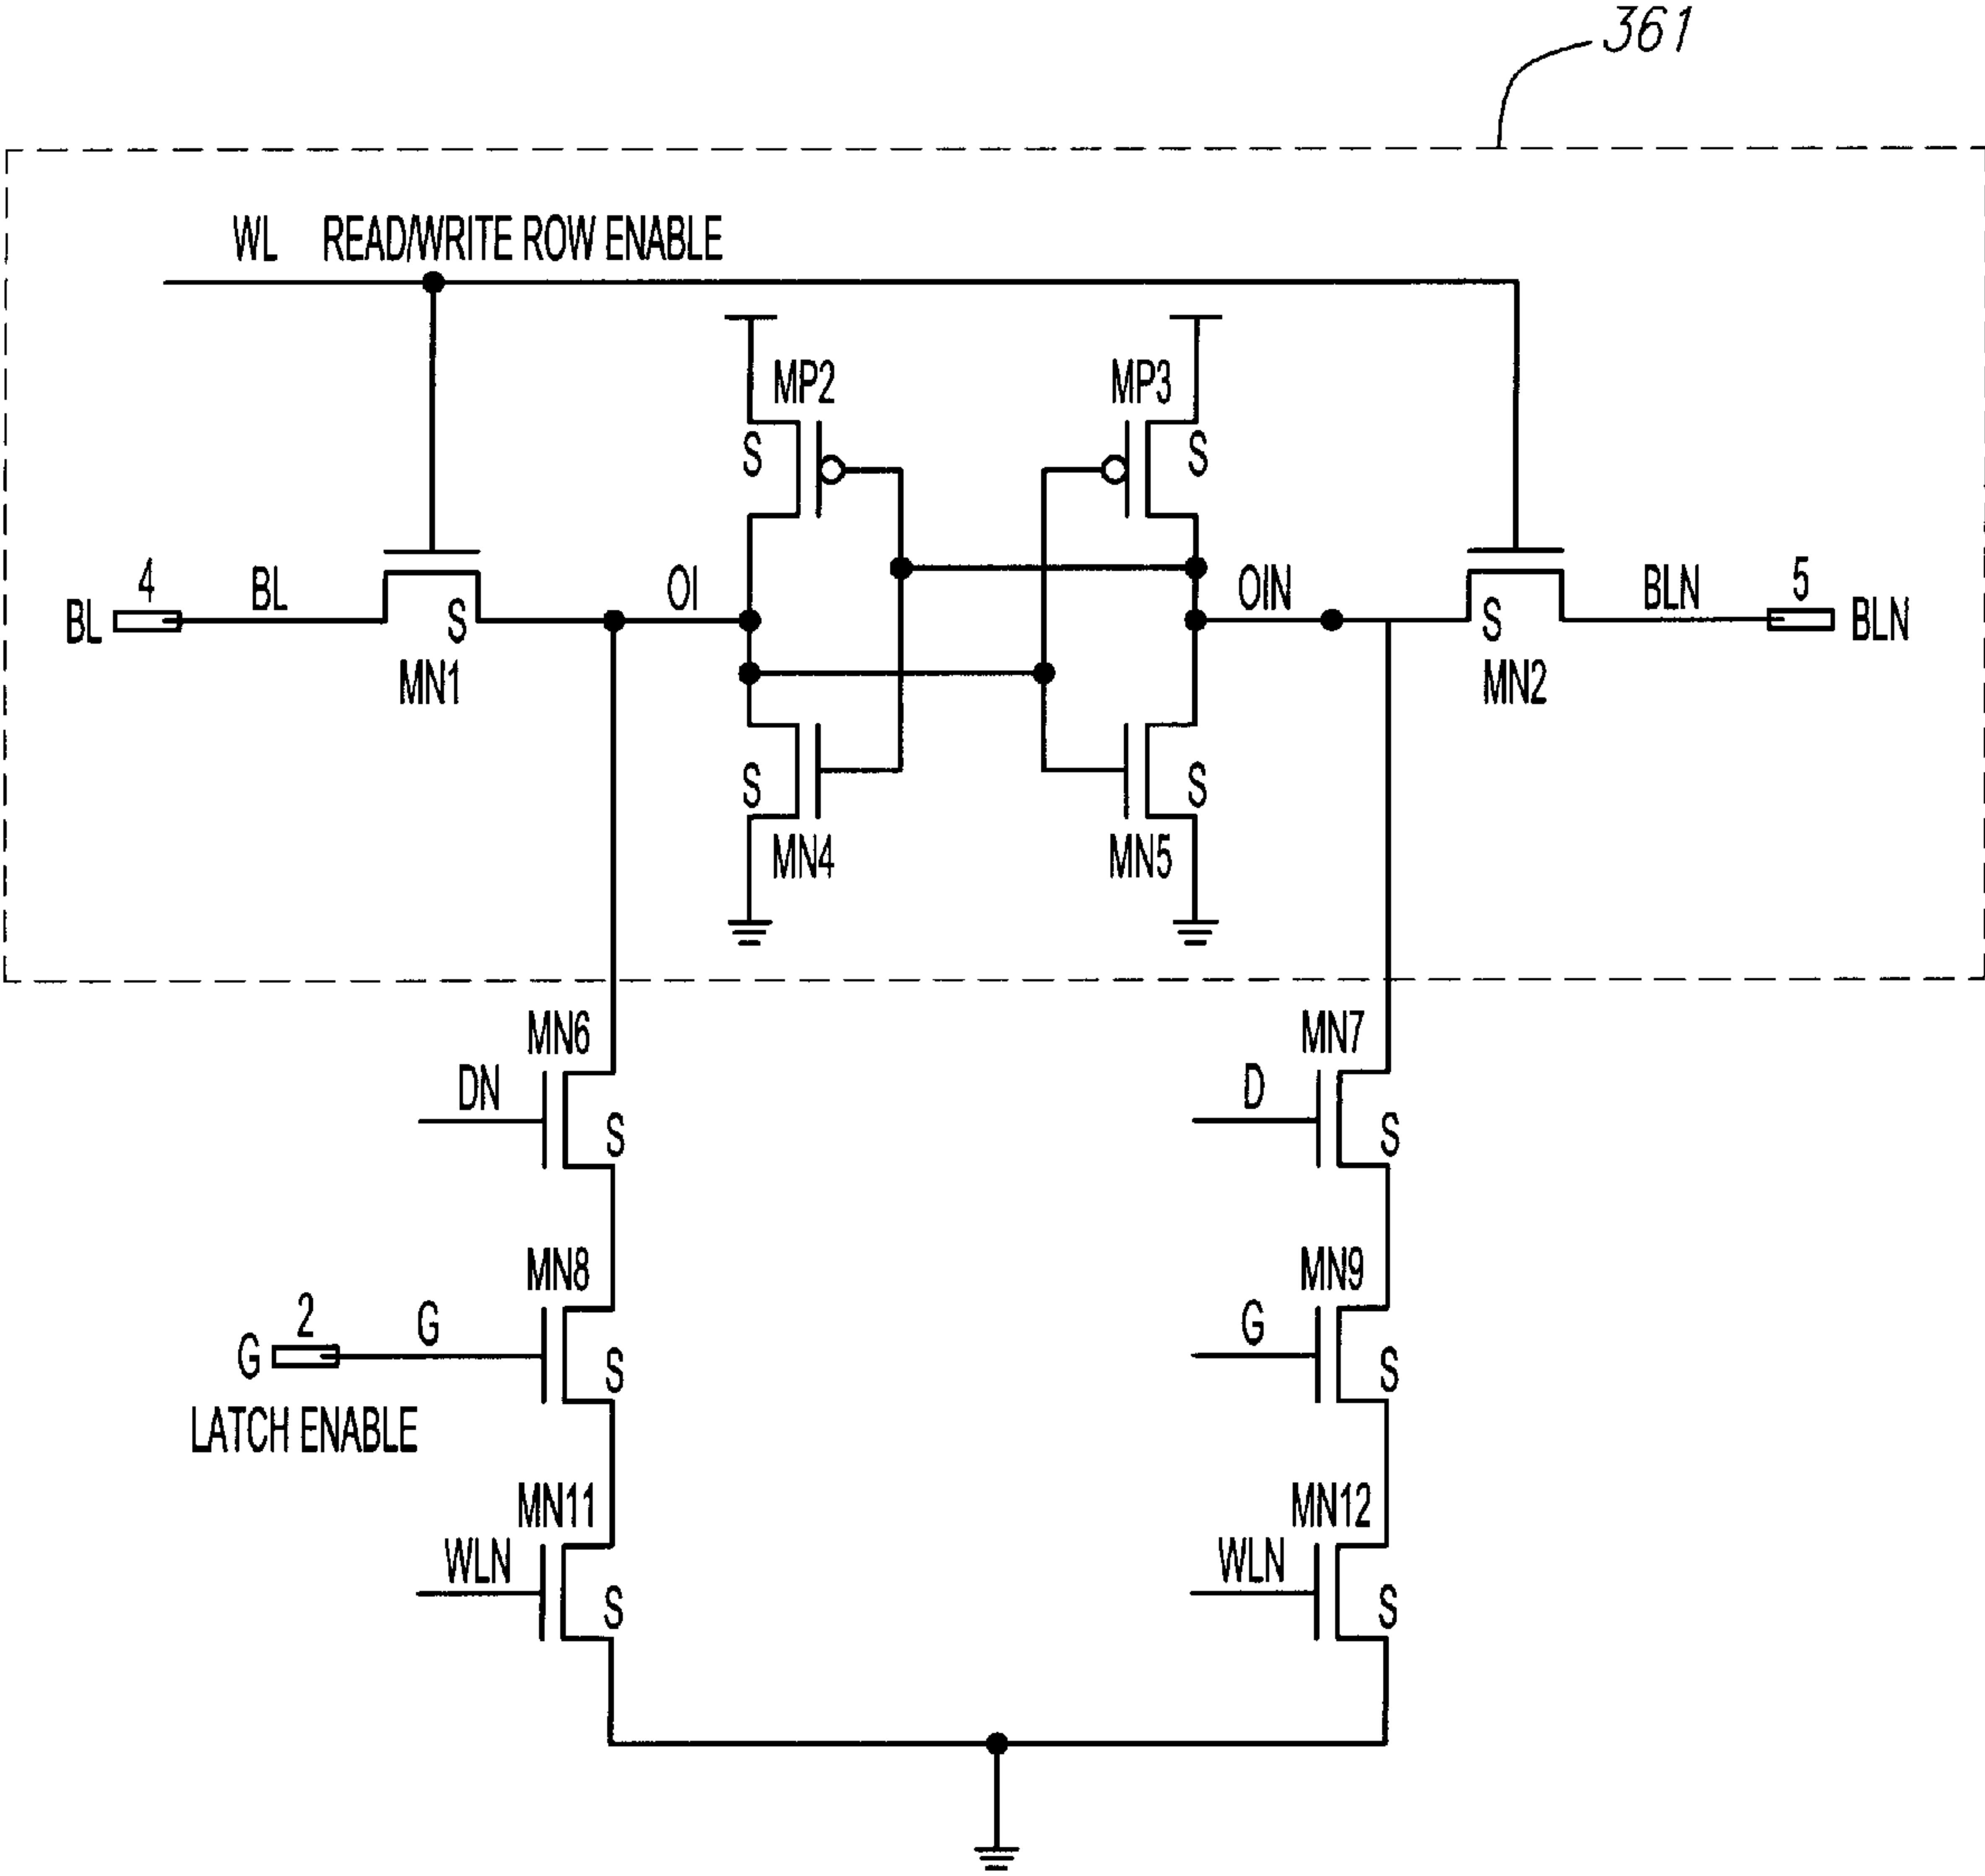 361
WL READ/WRITE ROW ENABLE
MP2 MP3
S S
4 BL OI OIN BLN 5
BL S S BLN
MN1 MN2
S S
MN4 MN5
MN6 MN7
DN D
S S
MN8 MN9
2 G G
G S S
LATCH ENABLE
MN11 MN12
WLN WLN
S S